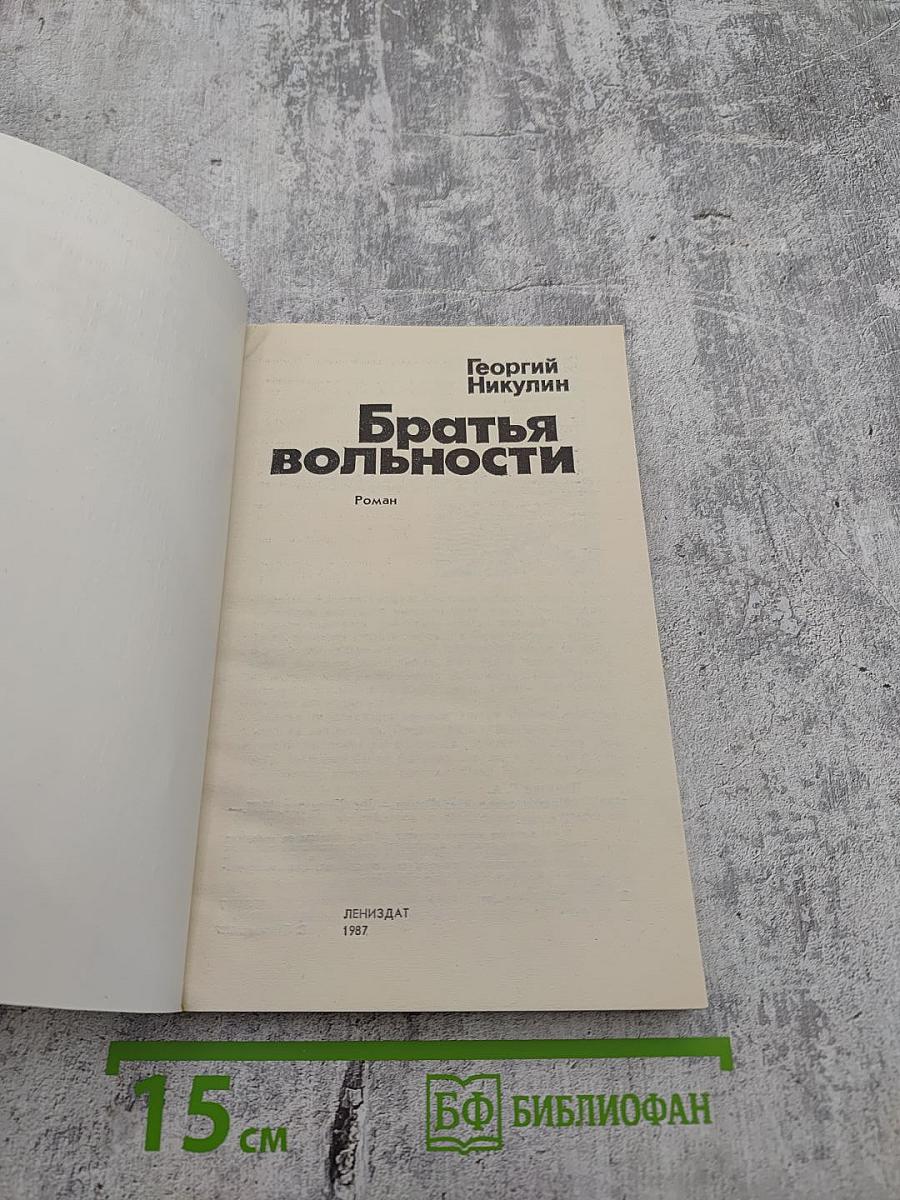 Георгий
Никулин
Братья
вольности
Роман
ЛЕНИЗДАТ
1987
15 см
БФ БИБЛИОФАН